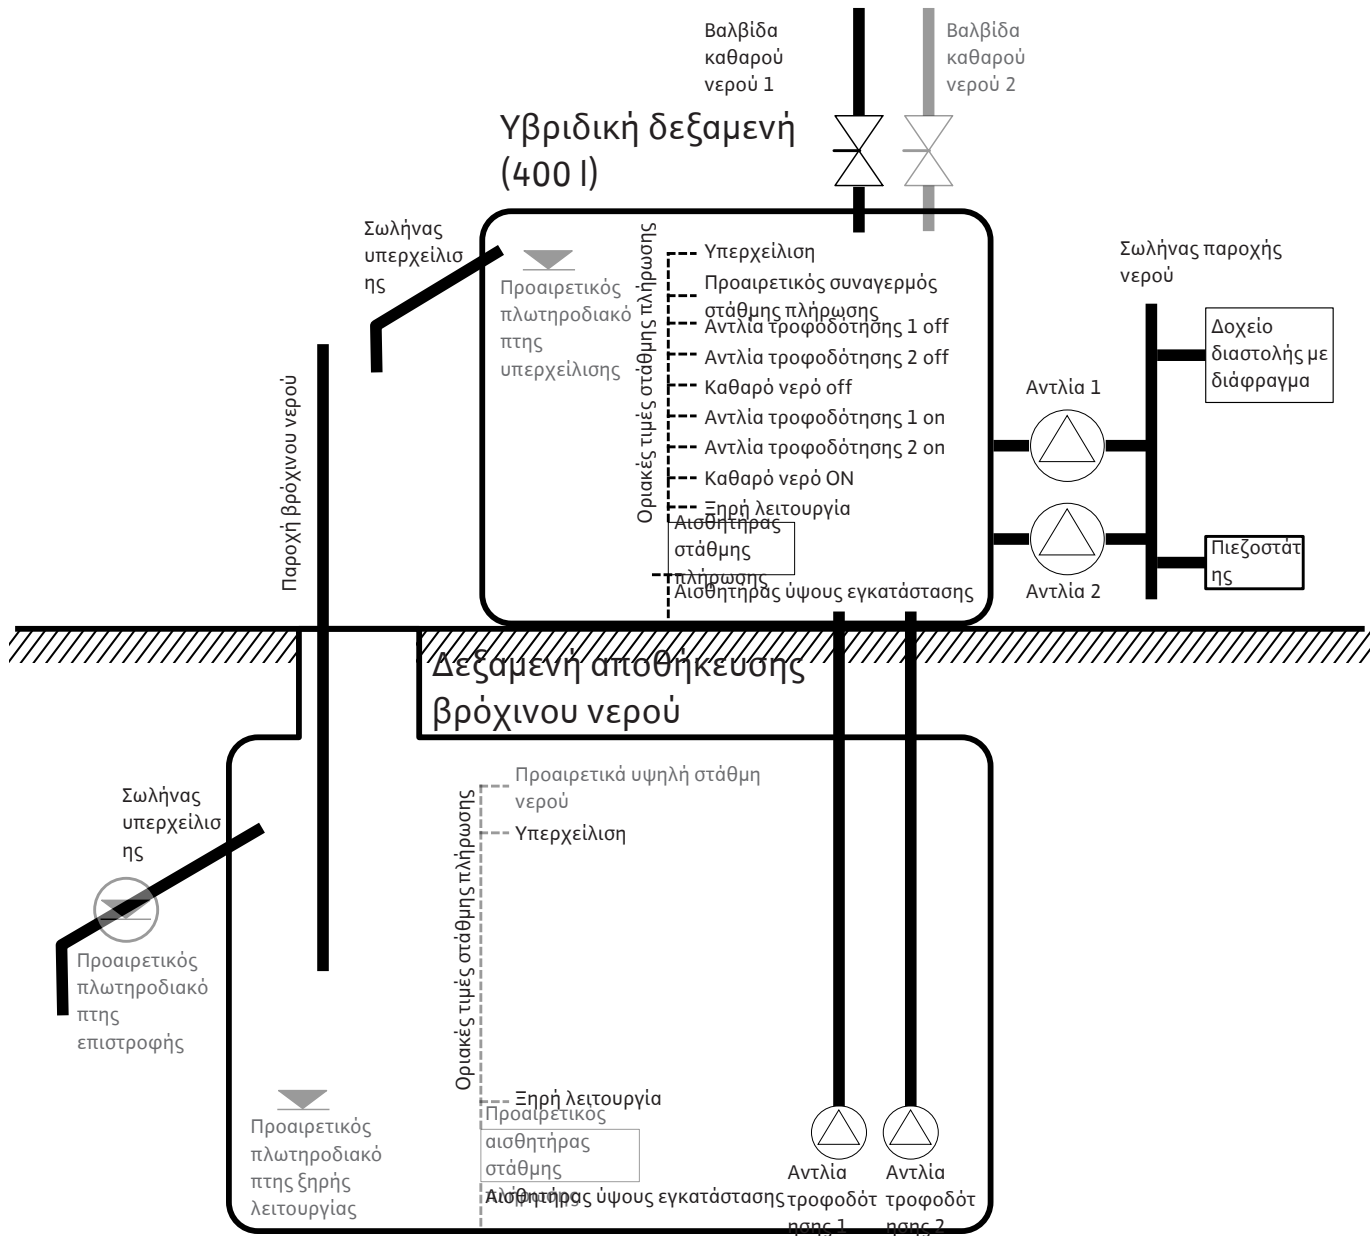 Βαλβίδα
καθαρού
νερού 1
Βαλβίδα
καθαρού
νερού 2
Υβριδική δεξαμενή
(400 l)
Σωλήνας
υπερχείλισ
ης
Προαιρετικός
πλωτηροδιακό
πτης
υπερχείλισης
Οριακές τιμές στάθμης πλήρωσης
Υπερχείλιση
Προαιρετικός συναγερμός
στάθμης πλήρωσης
Αντλία τροφοδότησης 1 off
Αντλία τροφοδότησης 2 off
Καθαρό νερό off
Αντλία τροφοδότησης 1 on
Αντλία τροφοδότησης 2 on
Καθαρό νερό ON
Ξηρή λειτουργία
Αισθητήρας
στάθμης
πλήρωσης
Αισθητήρας ύψους εγκατάστασης
Σωλήνας παροχής
νερού
Δοχείο
διαστολής με
διάφραγμα
Αντλία 1
Αντλία 2
Πιεζοστάτ
ης
Παροχή βρόχινου νερού
Δεξαμενή αποθήκευσης
βρόχινου νερού
Σωλήνας
υπερχείλισ
ης
Προαιρετικός
πλωτηροδιακό
πτης
επιστροφής
Οριακές τιμές στάθμης πλήρωσης
Προαιρετικά υψηλή στάθμη
νερού
Υπερχείλιση
Ξηρή λειτουργία
Προαιρετικός
αισθητήρας
στάθμης
πλήρωσης
Αισθητήρας ύψους εγκατάστασης
Προαιρετικός
πλωτηροδιακό
πτης ξηρής
λειτουργίας
Αντλία
τροφοδότ
ησης 1
Αντλία
τροφοδότ
ησης 2